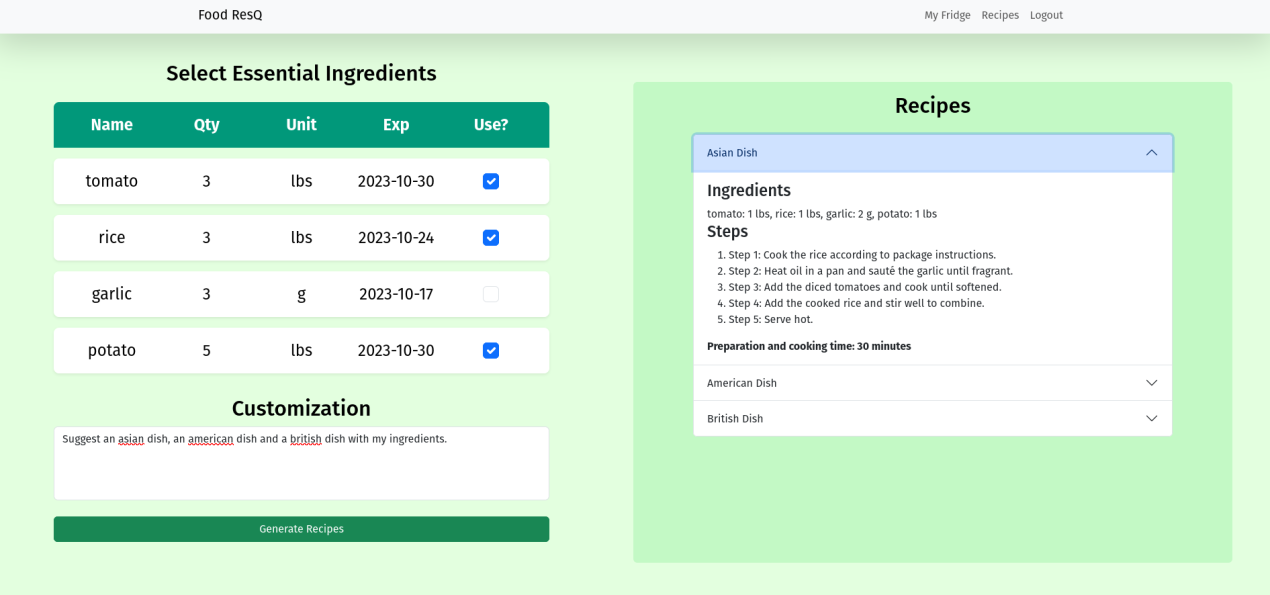 Food ResQ
My Fridge Recipes Logout
Select Essential Ingredients
Name Qty Unit Exp Use?
tomato 3 lbs 2023-10-30
rice 3 lbs 2023-10-24
garlic 3 g 2023-10-17
potato 5 lbs 2023-10-30
Customization
Suggest an asian dish, an american dish and a british dish with my ingredients.
Generate Recipes
Recipes
Asian Dish
Ingredients
tomato: 1 lbs, rice: 1 lbs, garlic: 2 g, potato: 1 lbs
Steps
1. Step 1: Cook the rice according to package instructions.
2. Step 2: Heat oil in a pan and sauté the garlic until fragrant.
3. Step 3: Add the diced tomatoes and cook until softened.
4. Step 4: Add the cooked rice and stir well to combine.
5. Step 5: Serve hot.
Preparation and cooking time: 30 minutes
American Dish
British Dish